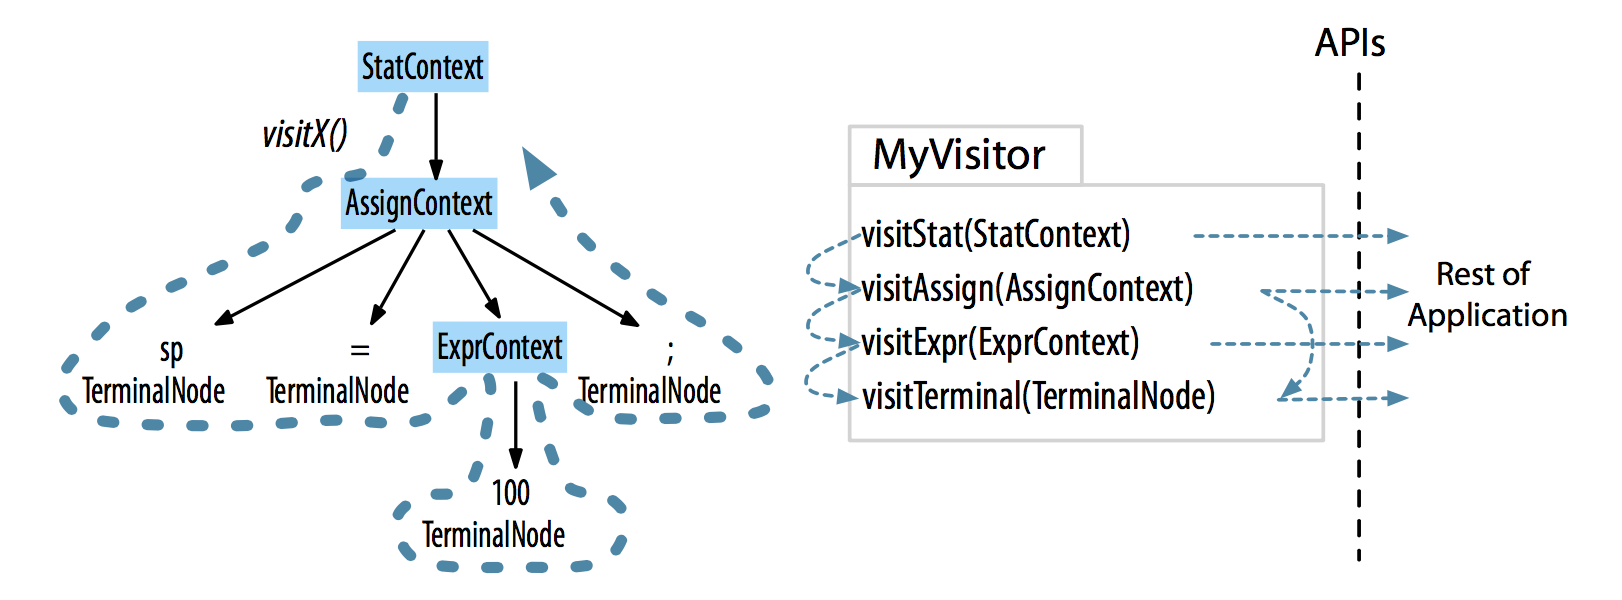 StatContext
visitX()
AssignContext
sp
TerminalNode
=
TerminalNode
ExprContext
;
TerminalNode
100
TerminalNode
APIs
MyVisitor
visitStat(StatContext)
visitAssign(AssignContext)
visitExpr(ExprContext)
visitTerminal(TerminalNode)
Rest of
Application